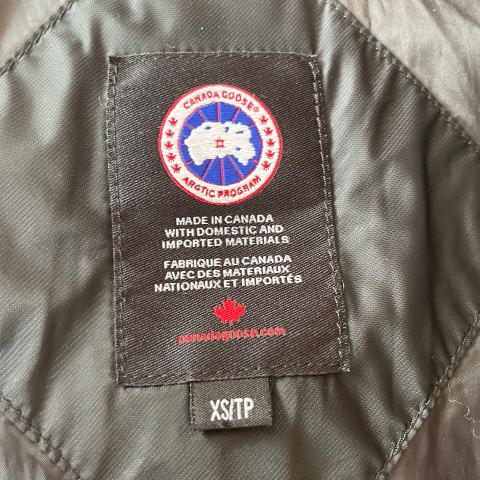 CANADA GOOSE®
ARCTIC PROGRAM
MADE IN CANADA
WITH DOMESTIC AND
IMPORTED MATERIALS
FABRIQUE AU CANADA
AVEC DES MATERIAUX
NATIONAUX ET IMPORTÉS
canadagoose.com
XS/TP